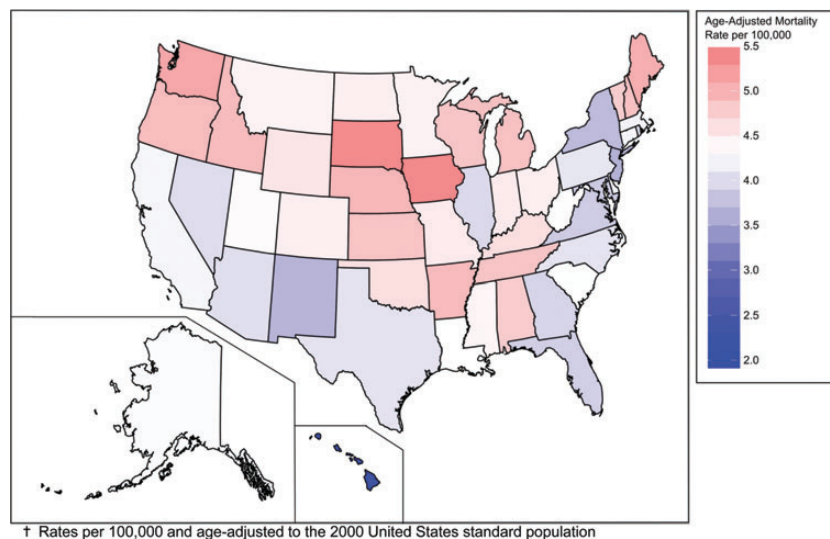 Age-Adjusted Mortality
Rate per 100,000
5.5
5.0
4.5
4.0
3.5
3.0
2.5
2.0
† Rates per 100,000 and age-adjusted to the 2000 United States standard population